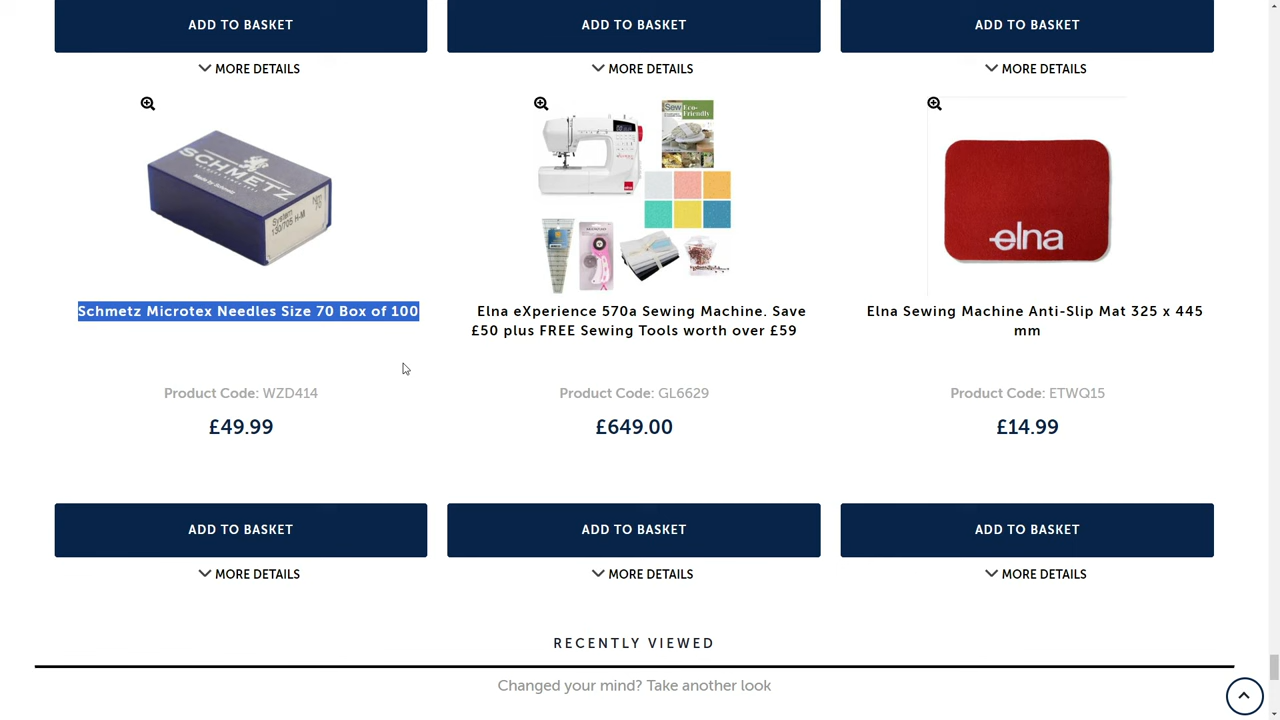 ADD TO BASKET
ADD TO BASKET
ADD TO BASKET
MORE DETAILS
MORE DETAILS
MORE DETAILS
SCHMETZ
System
130/705 H-M
Sew
Eco-
Friendly
elna
Schmetz Microtex Needles Size 70 Box of 100
Elna eXperience 570a Sewing Machine. Save
£50 plus FREE Sewing Tools worth over £59
Elna Sewing Machine Anti-Slip Mat 325 x 445
mm
Product Code: WZD414
Product Code: GL6629
Product Code: ETWQ15
£49.99
£649.00
£14.99
ADD TO BASKET
ADD TO BASKET
ADD TO BASKET
MORE DETAILS
MORE DETAILS
MORE DETAILS
RECENTLY VIEWED
Changed your mind? Take another look